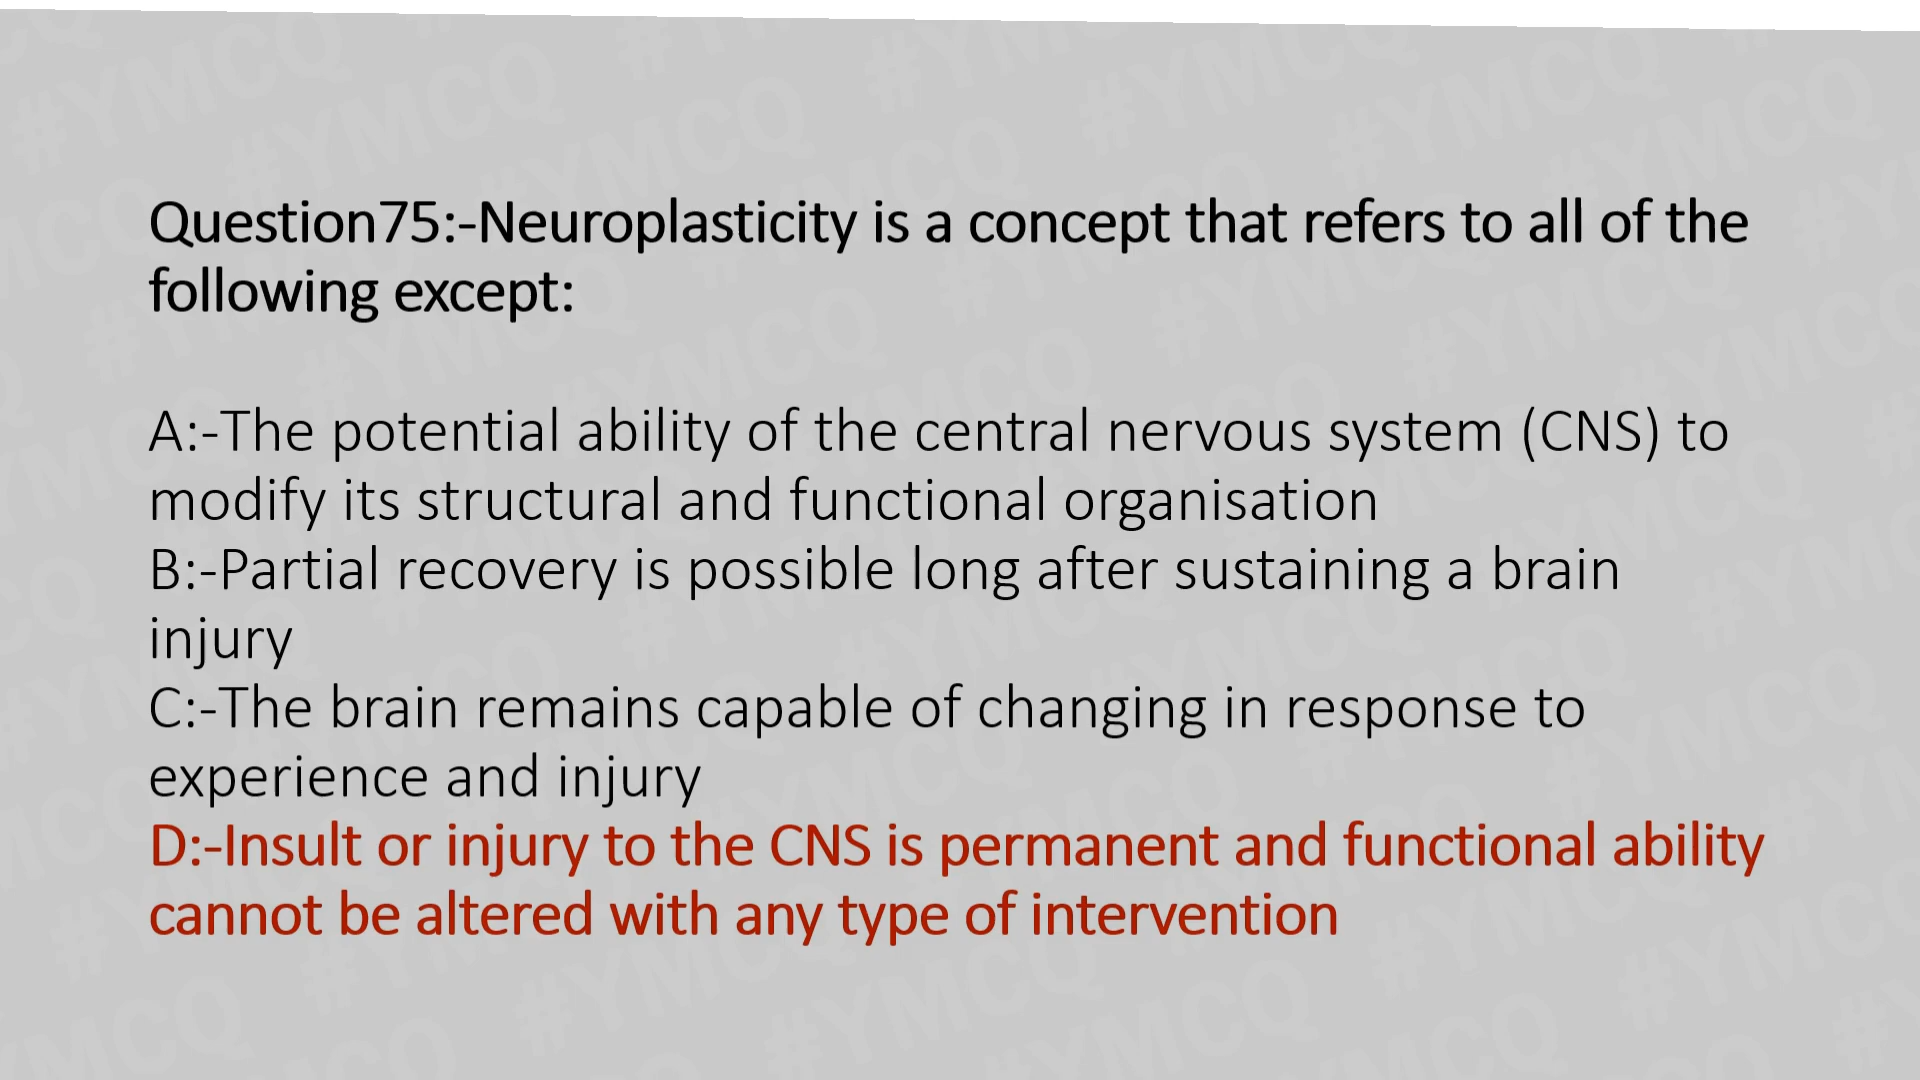 Question75:-Neuroplasticity is a concept that refers to all of the
following except:
A:-The potential ability of the central nervous system (CNS) to
modify its structural and functional organisation
B:-Partial recovery is possible long after sustaining a brain
injury
C:-The brain remains capable of changing in response to
experience and injury
D:-Insult or injury to the CNS is permanent and functional ability
cannot be altered with any type of intervention
#YMCQ